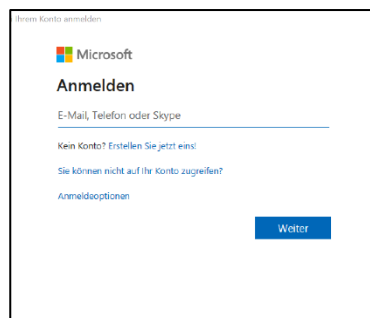 Ihrem Konto anmelden
Microsoft
Anmelden
E-Mail, Telefon oder Skype
Kein Konto? Erstellen Sie jetzt eins!
Sie können nicht auf Ihr Konto zugreifen?
Anmeldeoptionen
Weiter